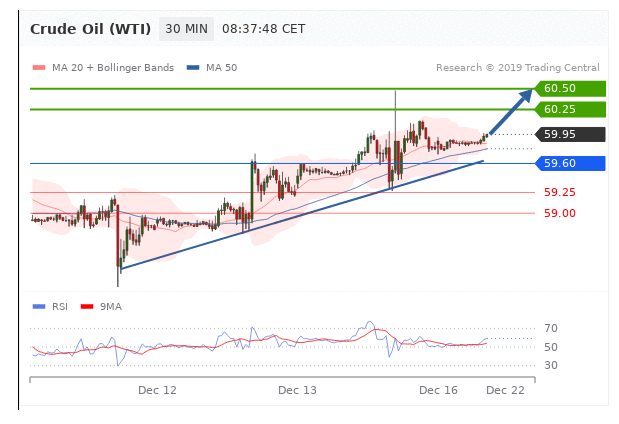 Crude Oil (WTI) 30 MIN 08:37:48 CET
MA 20 + Bollinger Bands MA 50 Research © 2019 Trading Central
60.50
60.25
59.95
59.60
59.25
59.00
RSI 9MA
70
50
30
Dec 12 Dec 13 Dec 16 Dec 22